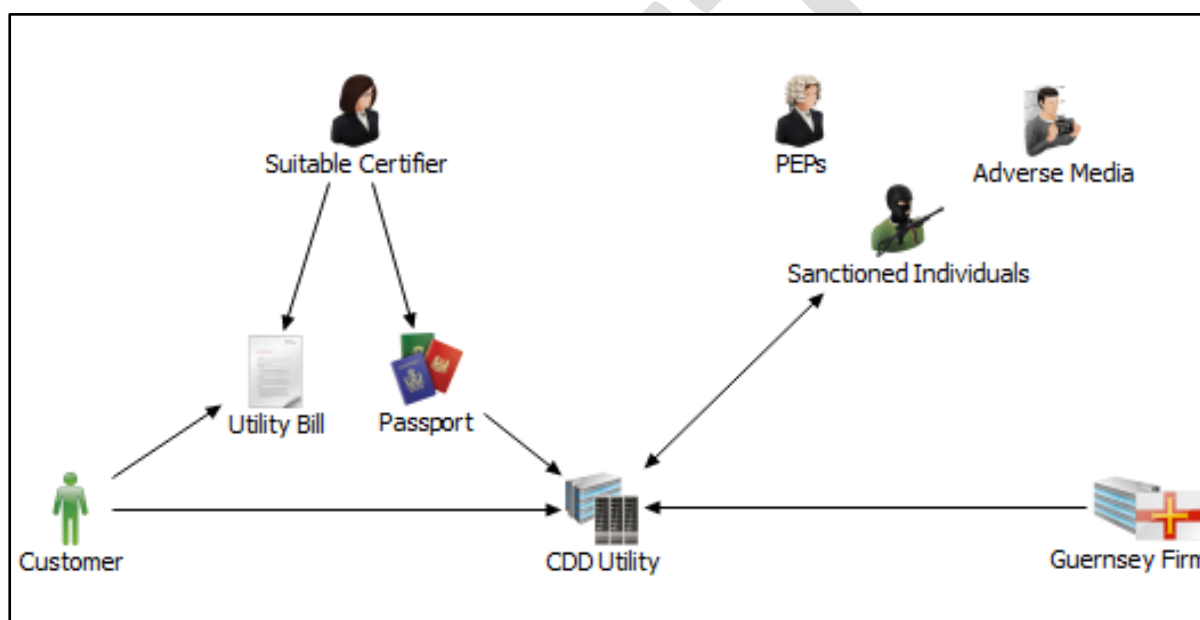 Suitable Certifier
PEPs
Adverse Media
Sanctioned Individuals
Utility Bill
Passport
Customer
CDD Utility
Guernsey Firm